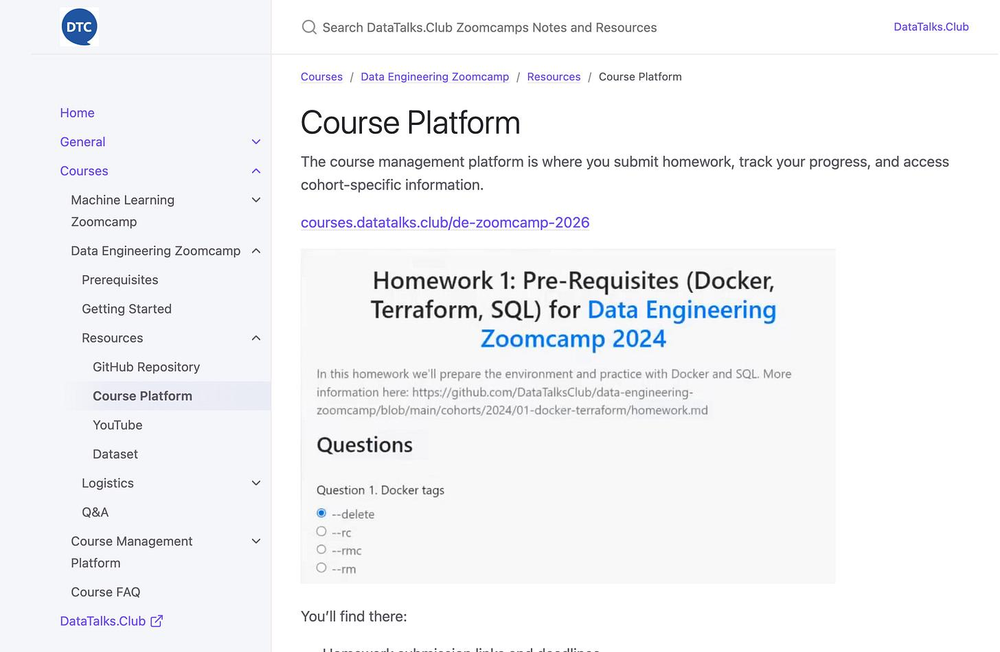 DTC
Search DataTalks.Club Zoomcamps Notes and Resources
DataTalks.Club
Home
General
Courses
Machine Learning
Zoomcamp
Data Engineering Zoomcamp
Prerequisites
Getting Started
Resources
GitHub Repository
Course Platform
YouTube
Dataset
Logistics
Q&A
Course Management
Platform
Course FAQ
DataTalks.Club
Courses / Data Engineering Zoomcamp / Resources / Course Platform
Course Platform
The course management platform is where you submit homework, track your progress, and access
cohort-specific information.
courses.datatalks.club/de-zoomcamp-2026
Homework 1: Pre-Requisites (Docker,
Terraform, SQL) for Data Engineering
Zoomcamp 2024
In this homework we'll prepare the environment and practice with Docker and SQL. More
information here: https://github.com/DataTalksClub/data-engineering-
zoomcamp/blob/main/cohorts/2024/01-docker-terraform/homework.md
Questions
Question 1. Docker tags
--delete
--rc
--rmc
--rm
You’ll find there:
Homework submission links and deadlines